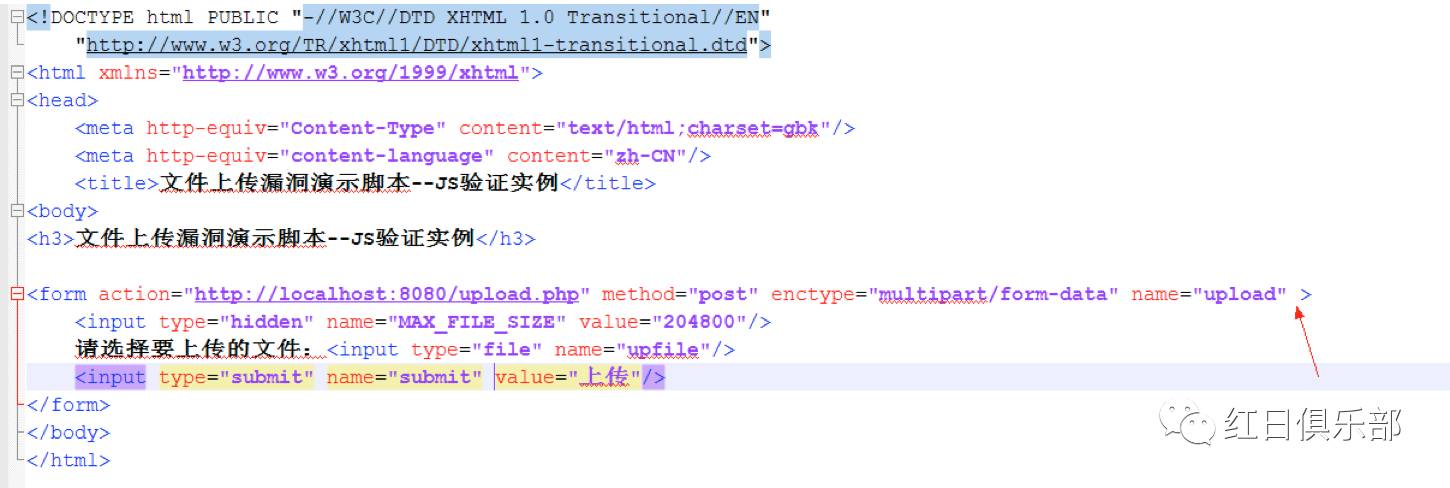 <!DOCTYPE html PUBLIC "-//W3C//DTD XHTML 1.0 Transitional//EN"
"http://www.w3.org/TR/xhtml1/DTD/xhtml1-transitional.dtd">
<html xmlns="http://www.w3.org/1999/xhtml">
<head>
<meta http-equiv="Content-Type" content="text/html;charset=gbk"/>
<meta http-equiv="content-language" content="zh-CN"/>
<title>文件上传漏洞演示脚本--JS验证实例</title>
<body>
<h3>文件上传漏洞演示脚本--JS验证实例</h3>
<form action="http://localhost:8080/upload.php" method="post" enctype="multipart/form-data" name="upload" >
<input type="hidden" name="MAX_FILE_SIZE" value="204800"/>
请选择要上传的文件：<input type="file" name="upfile"/>
<input type="submit" name="submit" value="上传"/>
</form>
</body>
</html>
红日俱乐部